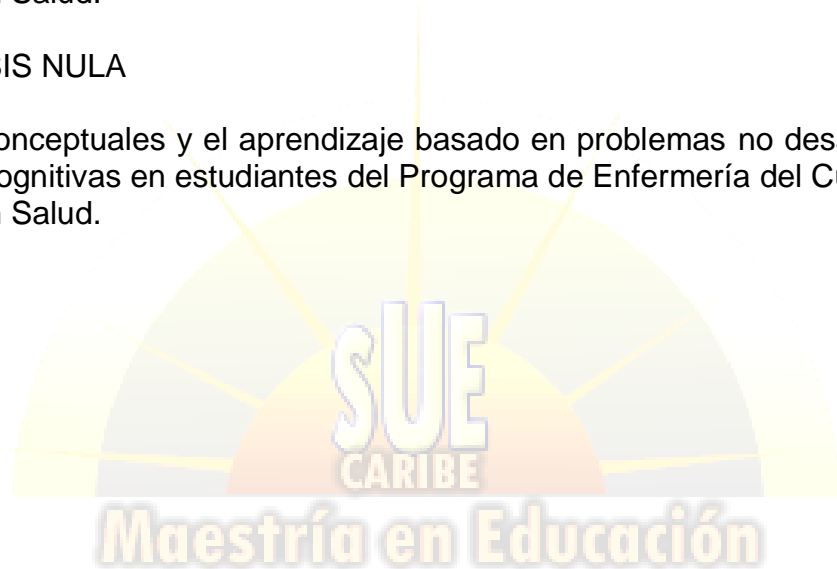 Salud.
SIS NULA
onceptuales y el aprendizaje basado en problemas no des
ognitivas en estudiantes del Programa de Enfermería del C
Salud.
SUE
CARIBE
Maestría en Educación